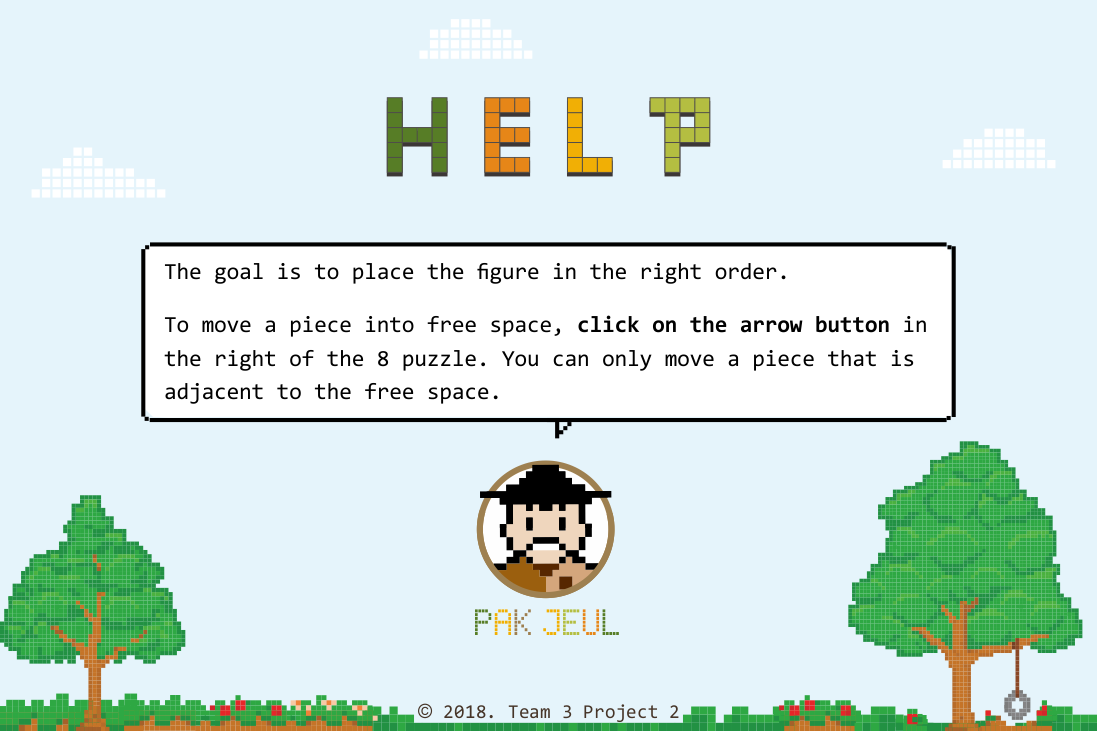 HELP
The goal is to place the figure in the right order.
To move a piece into free space, click on the arrow button in
the right of the 8 puzzle. You can only move a piece that is
adjacent to the free space.
PAK JEUL
© 2018. Team 3 Project 2